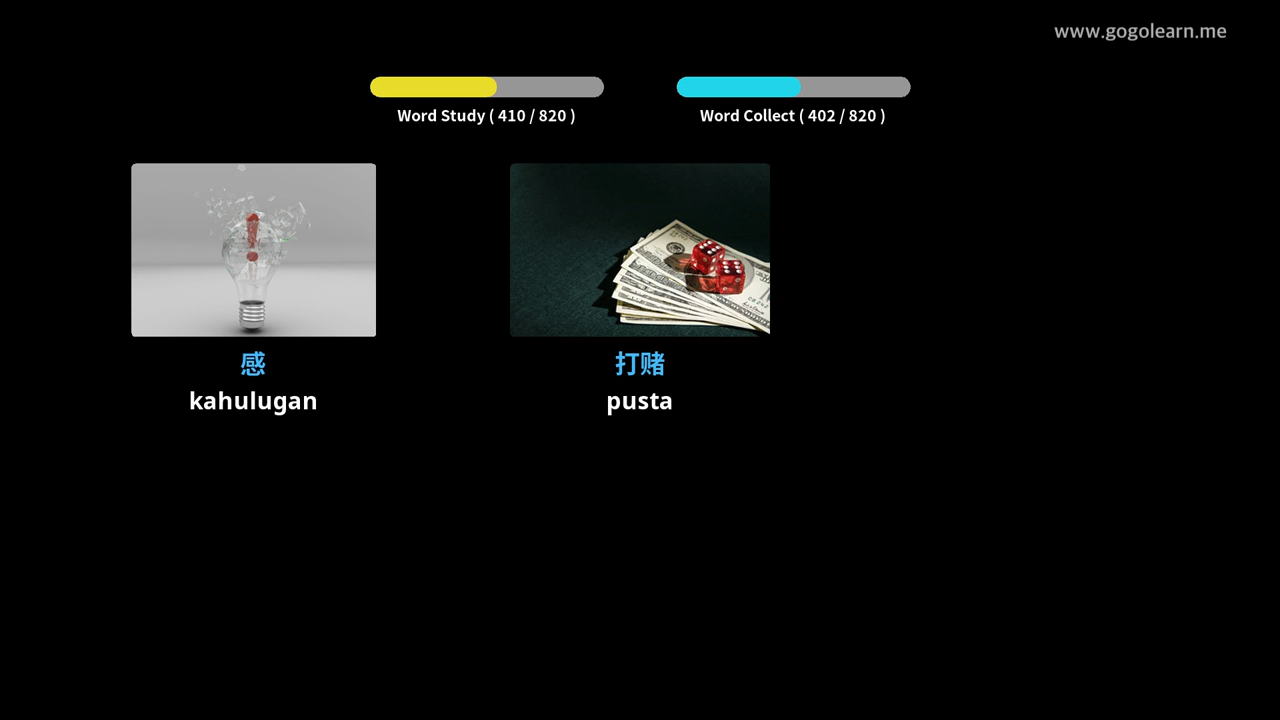 www.gogolearn.me
Word Study ( 410 / 820 )
Word Collect ( 402 / 820 )
感
kahulugan
打赌
pusta